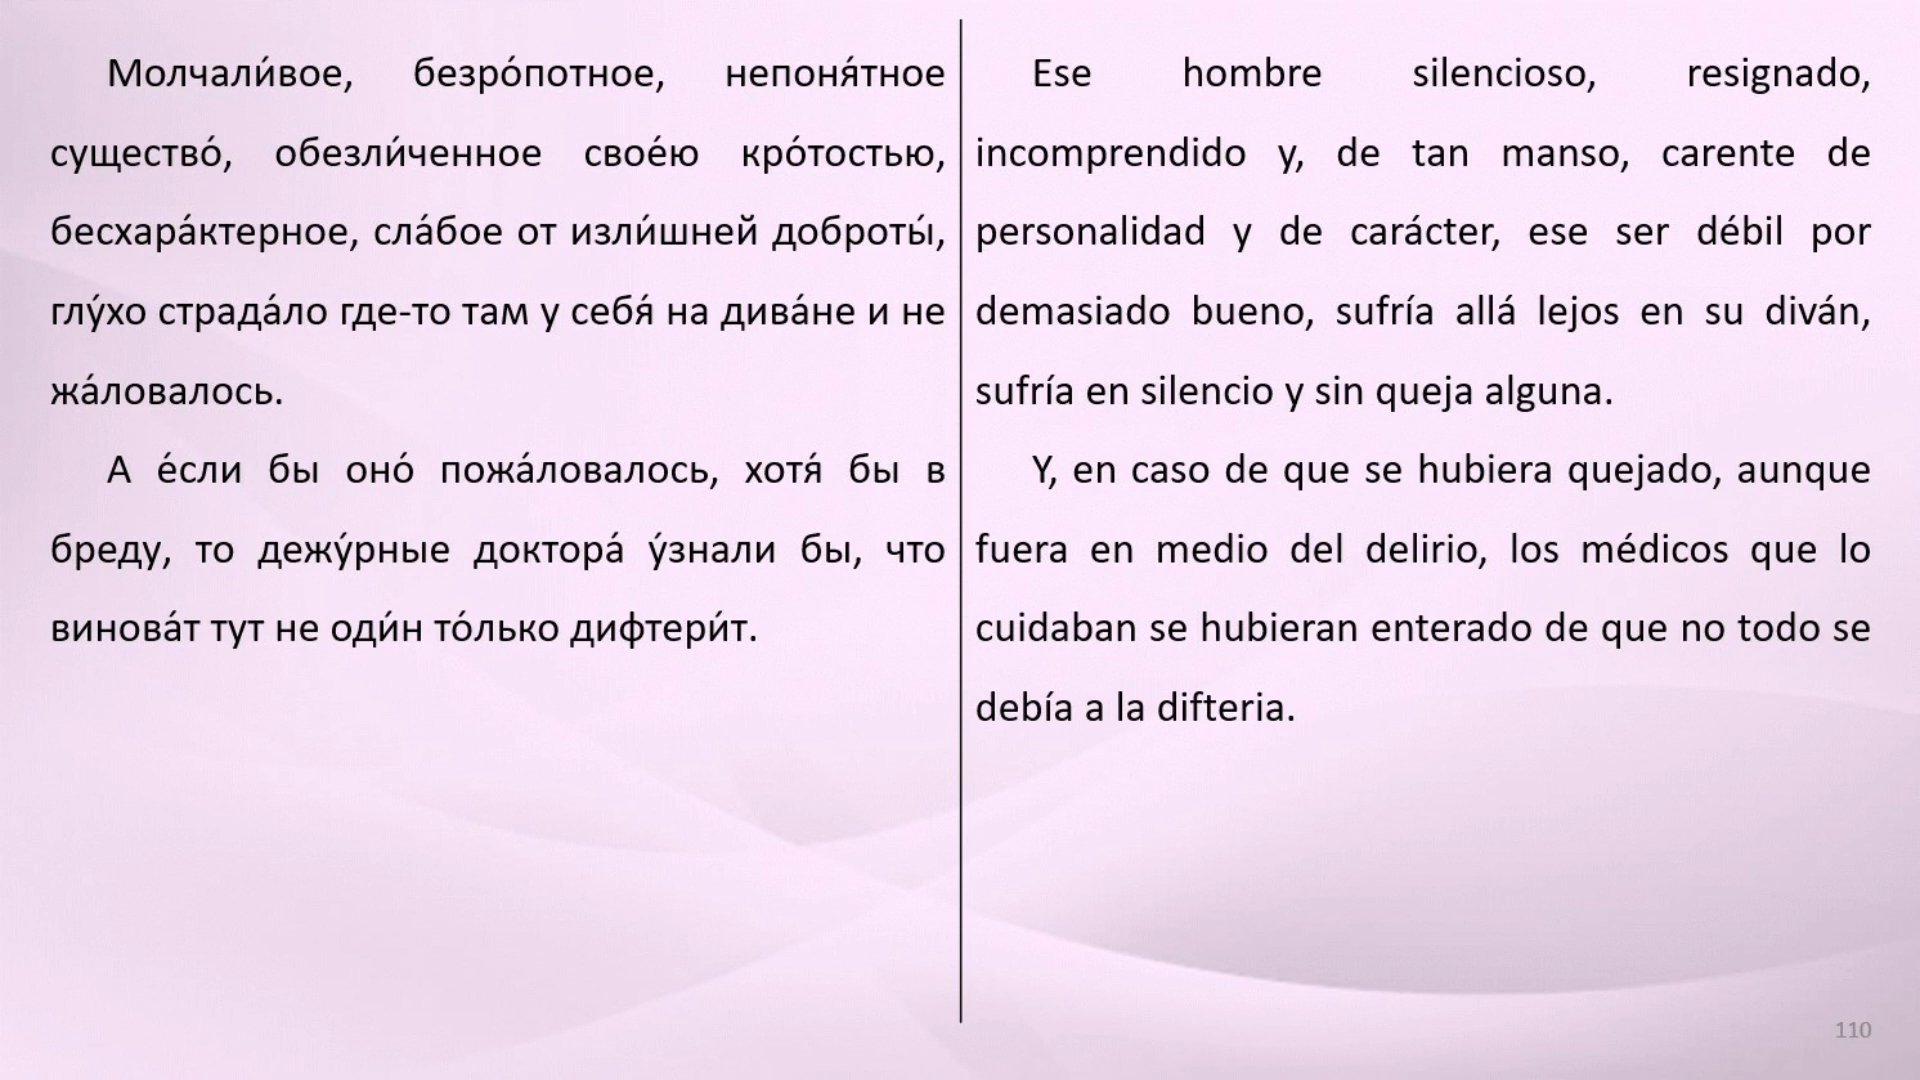 Молчали́вое, безро́потное, непоня́тное
существо́, обезли́ченное свое́ю кро́тостью,
бесхара́ктерное, сла́бое от изли́шней доброты́,
глу́хо страда́ло где-то там у себя́ на дива́не и не
жа́ловалось.
А е́сли бы оно́ пожа́ловалось, хотя́ бы в
бреду, то дежу́рные доктора́ у́знали бы, что
винова́т тут не оди́н то́лько дифтери́т.
Ese hombre silencioso, resignado,
incomprendido y, de tan manso, carente de
personalidad y de carácter, ese ser débil por
demasiado bueno, sufría allá lejos en su diván,
sufría en silencio y sin queja alguna.
Y, en caso de que se hubiera quejado, aunque
fuera en medio del delirio, los médicos que lo
cuidaban se hubieran enterado de que no todo se
debía a la difteria.
110